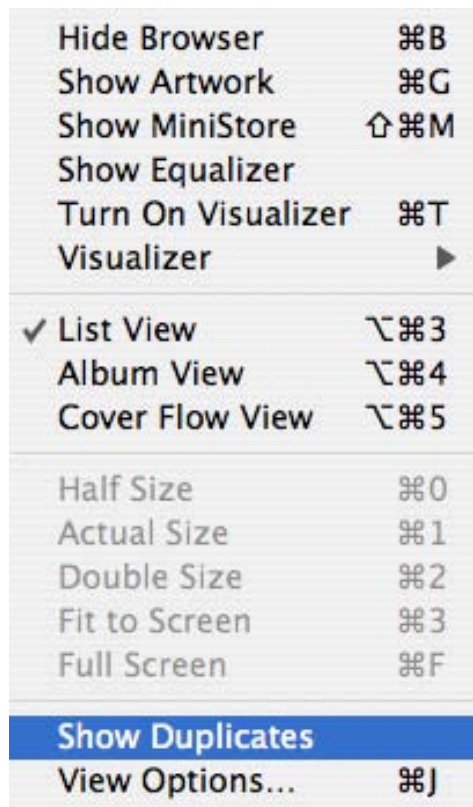 Hide Browser ⌘B
Show Artwork ⌘G
Show MiniStore ⇧⌘M
Show Equalizer
Turn On Visualizer ⌘T
Visualizer ▶
✓ List View ⌥⌘3
Album View ⌥⌘4
Cover Flow View ⌥⌘5
Half Size ⌘0
Actual Size ⌘1
Double Size ⌘2
Fit to Screen ⌘3
Full Screen ⌘F
Show Duplicates
View Options... ⌘J